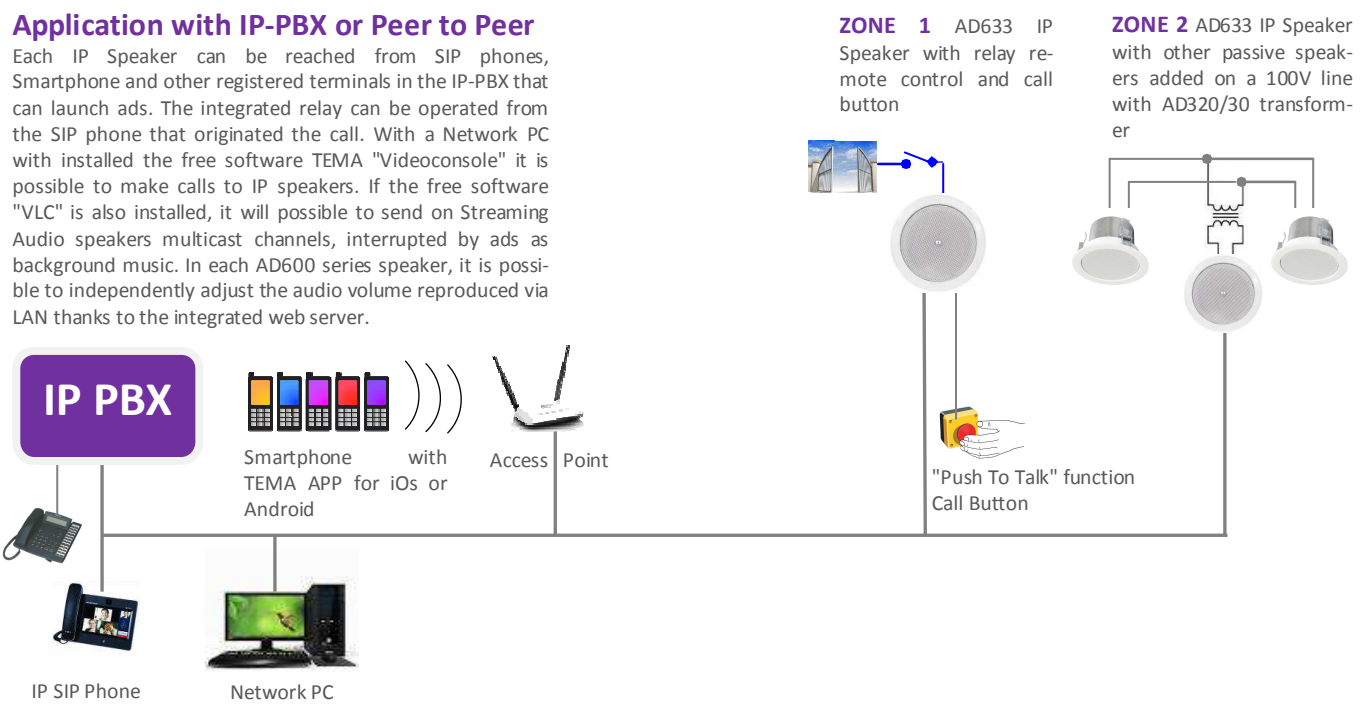 Application with IP-PBX or Peer to Peer
Each IP Speaker can be reached from SIP phones,
Smartphone and other registered terminals in the IP-PBX that
can launch ads. The integrated relay can be operated from
the SIP phone that originated the call. With a Network PC
with installed the free software TEMA "Videoconsole" it is
possible to make calls to IP speakers. If the free software
"VLC" is also installed, it will possible to send on Streaming
Audio speakers multicast channels, interrupted by ads as
background music. In each AD600 series speaker, it is possi-
ble to independently adjust the audio volume reproduced via
LAN thanks to the integrated web server.
ZONE 1 AD633 IP
Speaker with relay re-
mote control and call
button
ZONE 2 AD633 IP Speaker
with other passive speak-
ers added on a 100V line
with AD320/30 transform-
er
IP PBX
Smartphone with
TEMA APP for iOs or
Android
Access Point
"Push To Talk" function
Call Button
IP SIP Phone
Network PC